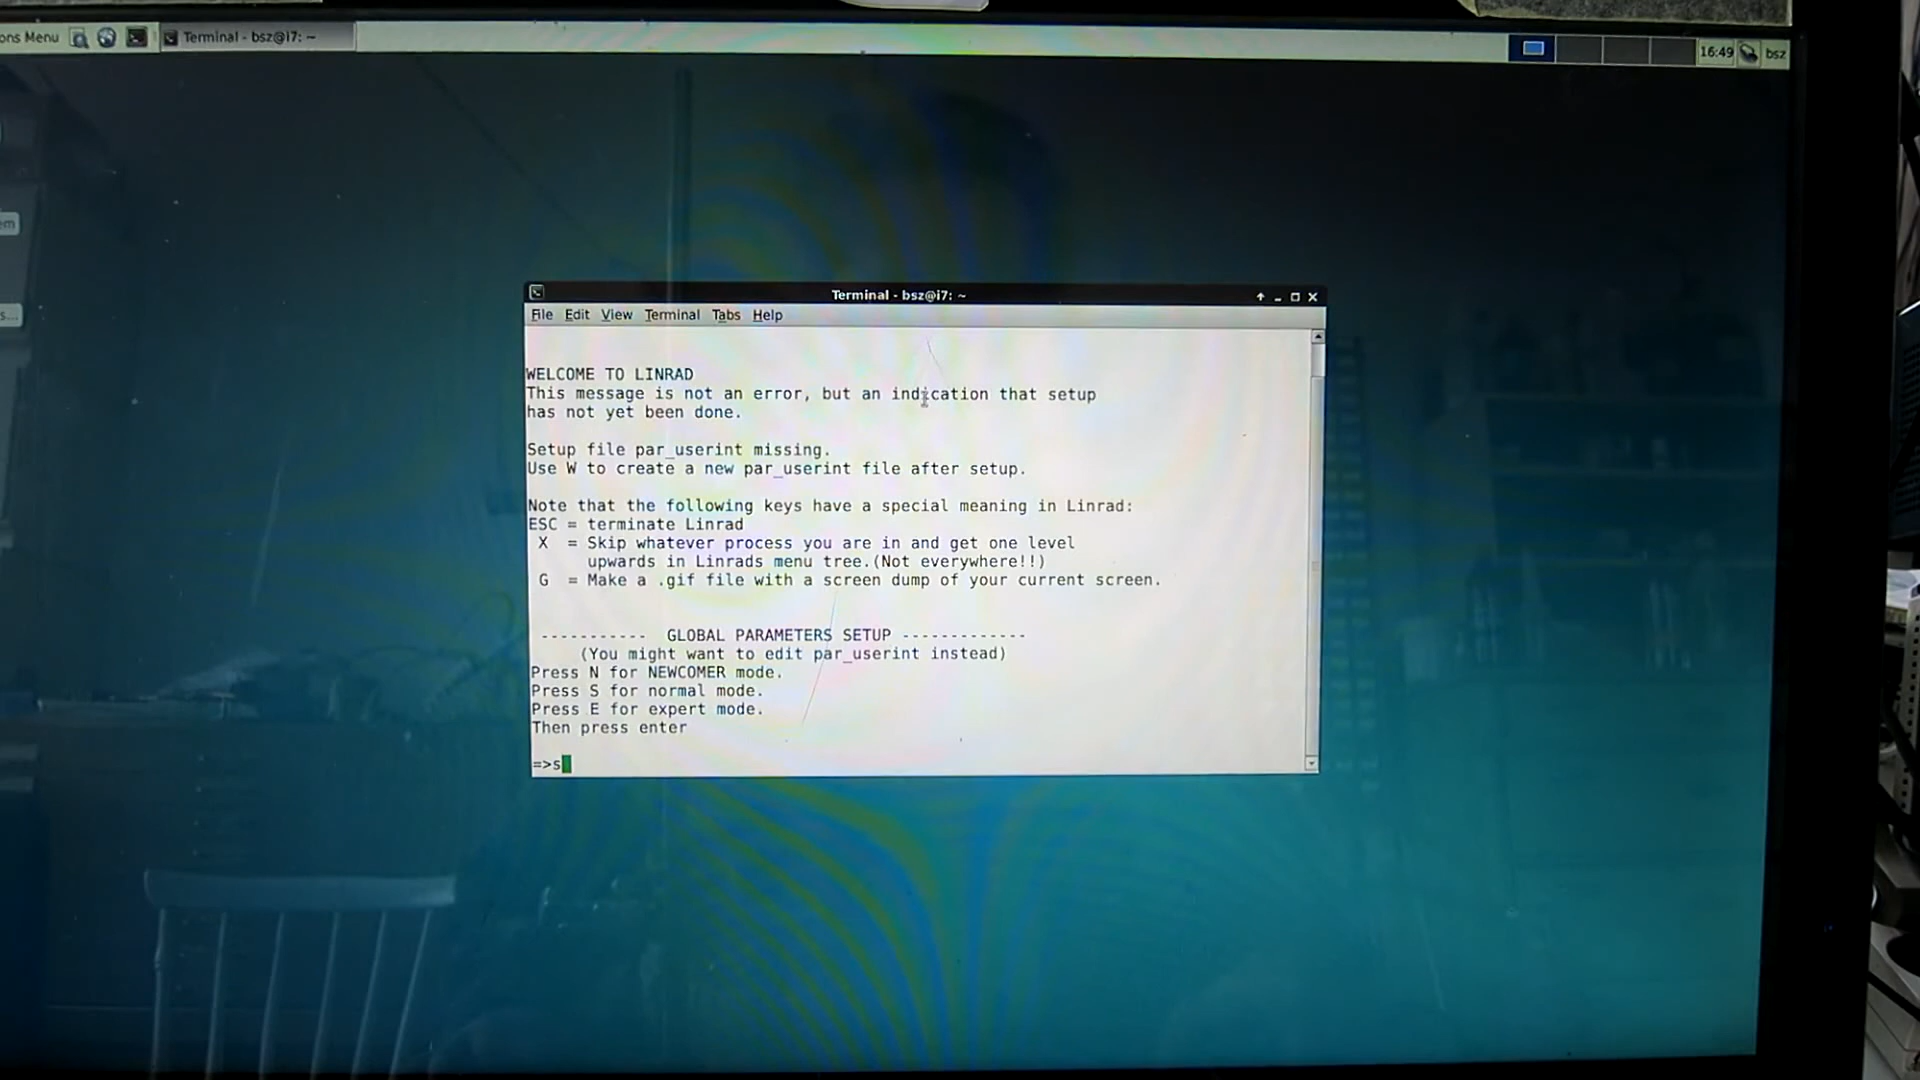 ons Menu Terminal - bsz@i7: ~ 16:49 bsz
em
s...
Terminal - bsz@i7: ~
File Edit View Terminal Tabs Help
WELCOME TO LINRAD
This message is not an error, but an indication that setup
has not yet been done.
Setup file par_userint missing.
Use W to create a new par_userint file after setup.
Note that the following keys have a special meaning in Linrad:
ESC = terminate Linrad
X = Skip whatever process you are in and get one level
upwards in Linrads menu tree.(Not everywhere!!)
G = Make a .gif file with a screen dump of your current screen.
----------- GLOBAL PARAMETERS SETUP -------------
(You might want to edit par_userint instead)
Press N for NEWCOMER mode.
Press S for normal mode.
Press E for expert mode.
Then press enter
=>s